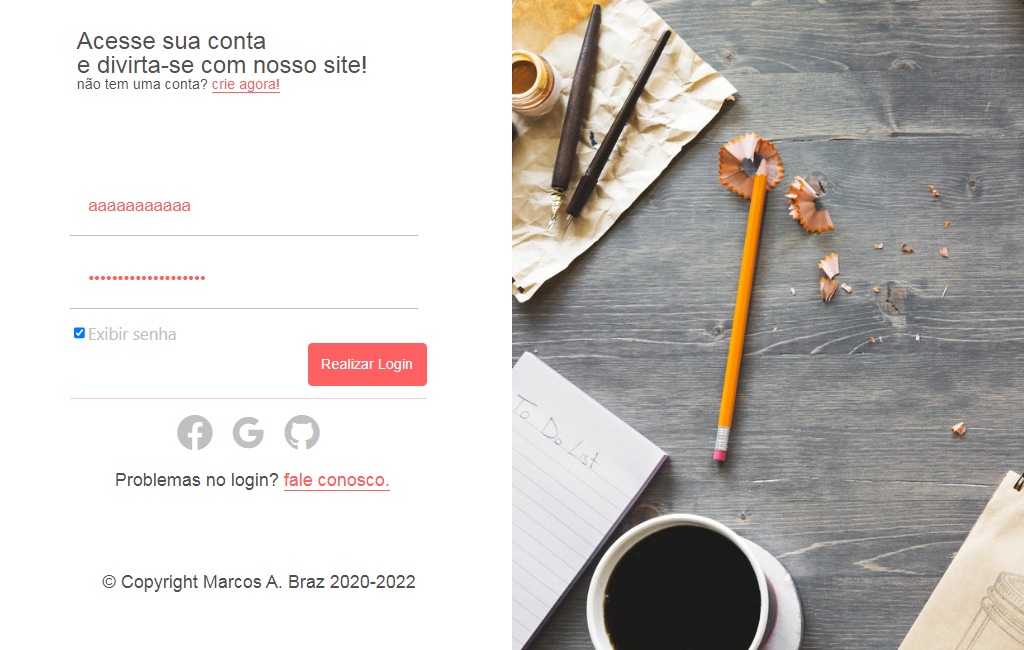 Acesse sua conta
e divirta-se com nosso site!
não tem uma conta? crie agora!
aaaaaaaaaaa
••••••••••••••••••••
Exibir senha
Realizar Login
Problemas no login? fale conosco.
© Copyright Marcos A. Braz 2020-2022
To Do List